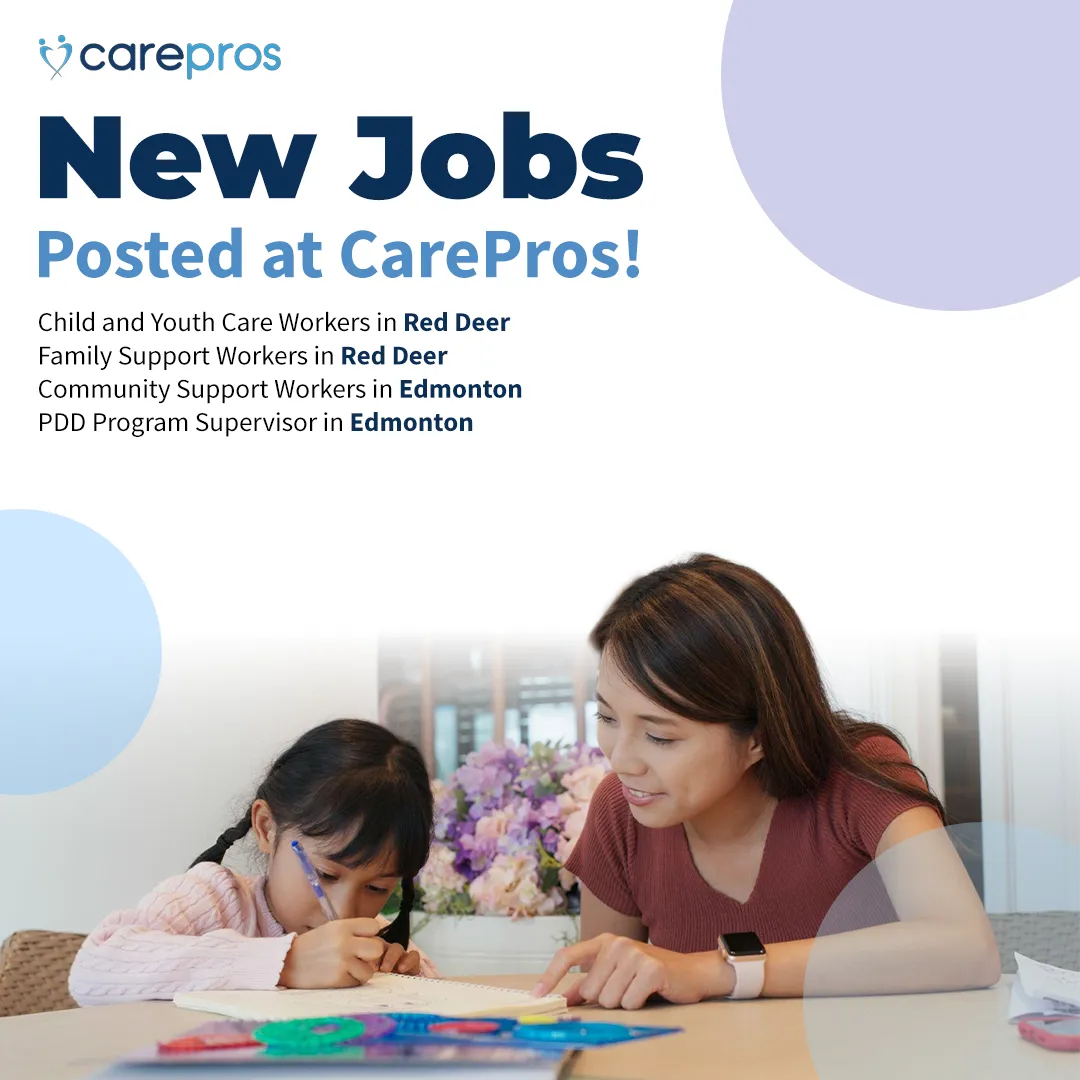 carepros
New Jobs
Posted at CarePros!
Child and Youth Care Workers in Red Deer
Family Support Workers in Red Deer
Community Support Workers in Edmonton
PDD Program Supervisor in Edmonton